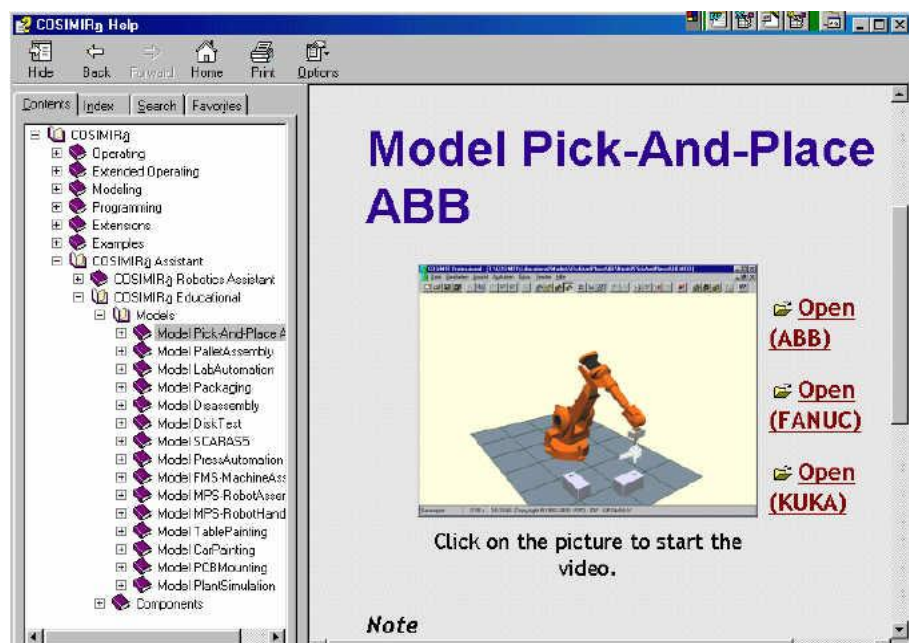 COSIMIR® Help
Hide
Back
Forward
Home
Print
Options
Contents
Index
Search
Favorites
COSIMIR®
Operating
Extended Operating
Modeling
Programming
Extensions
Examples
COSIMIR® Assistant
COSIMIR® Robotics Assistant
COSIMIR® Educational
Models
Model Pick-And-Place A
Model PalletAssembly
Model LabAutomation
Model Packaging
Model Disassembly
Model DiskTest
Model SCARAS5
Model PressAutomation
Model FMS-MachineAss
Model MPS-RobotAsser
Model MPS-RobotHand
Model TablePainting
Model CarPainting
Model PCBMounting
Model PlantSimulation
Components
Model Pick-And-Place
ABB
Open
(ABB)
Open
(FANUC)
Open
(KUKA)
Click on the picture to start the
video.
Note